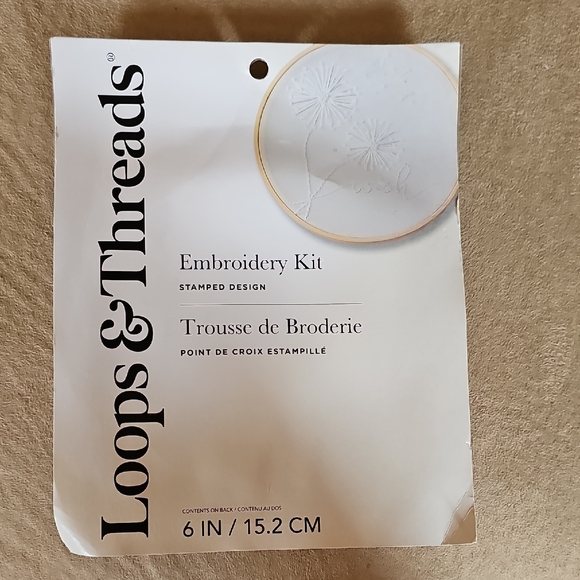 Loops & Threads®
Embroidery Kit
STAMPED DESIGN
Trousse de Broderie
POINT DE CROIX ESTAMPILLÉ
CONTENTS ON BACK / CONTENU AU DOS
6 IN / 15.2 CM